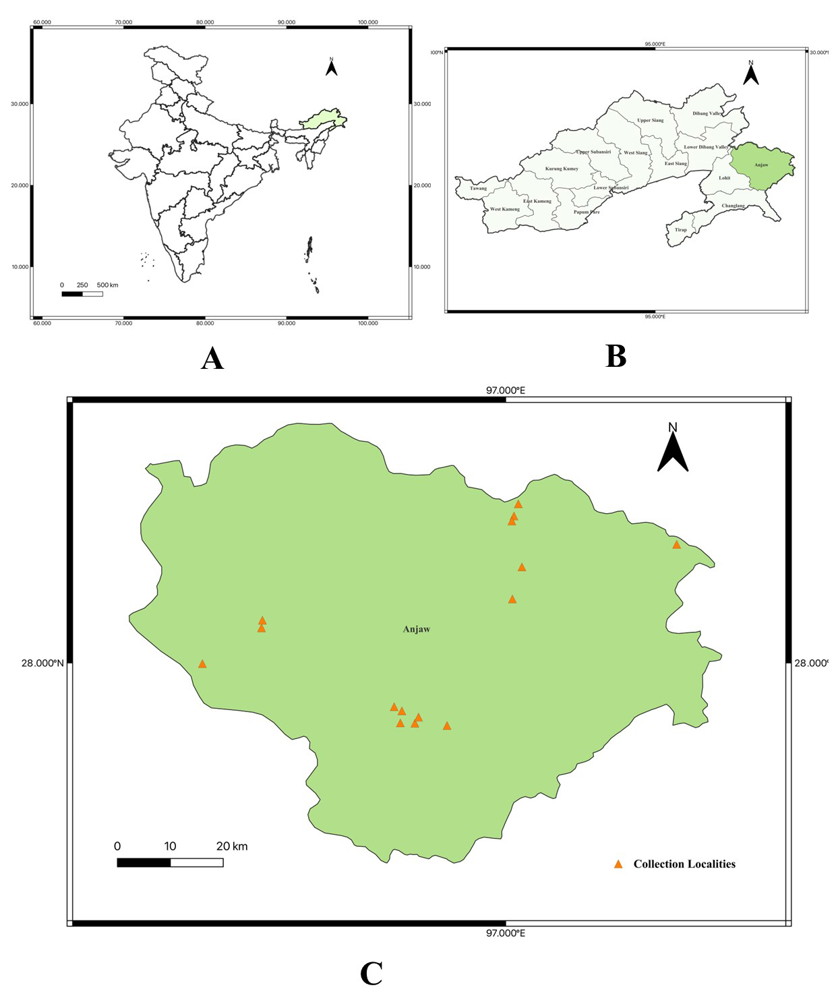 60.000 70.000 80.000 90.000 100.000
N
30.000 30.000
20.000 20.000
10.000 10.000
0 250 500 km
60.000 70.000 80.000 90.000 100.000
A
95.000°E
00°N 30.000°
N
Upper Siang
Dibang Valley
Upper Subansiri
West Siang
Lower Dibang Valley
East Siang
Anjaw
Kurung Kumey
Lohit
Tawang
Lower Subansiri
East Kameng
West Kameng
Papum Pare
Changlang
Tirap
95.000°E
B
97.000°E
N
Anjaw
28.000°N 28.000°
0 10 20 km
Collection Localities
97.000°E
C